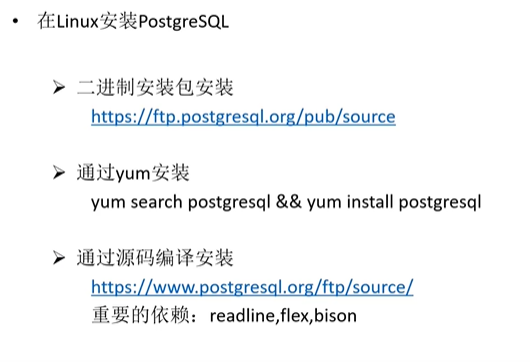 • 在Linux安装PostgreSQL
➢ 二进制安装包安装
https://ftp.postgresql.org/pub/source
➢ 通过yum安装
yum search postgresql && yum install postgresql
➢ 通过源码编译安装
https://www.postgresql.org/ftp/source/
重要的依赖：readline,flex,bison